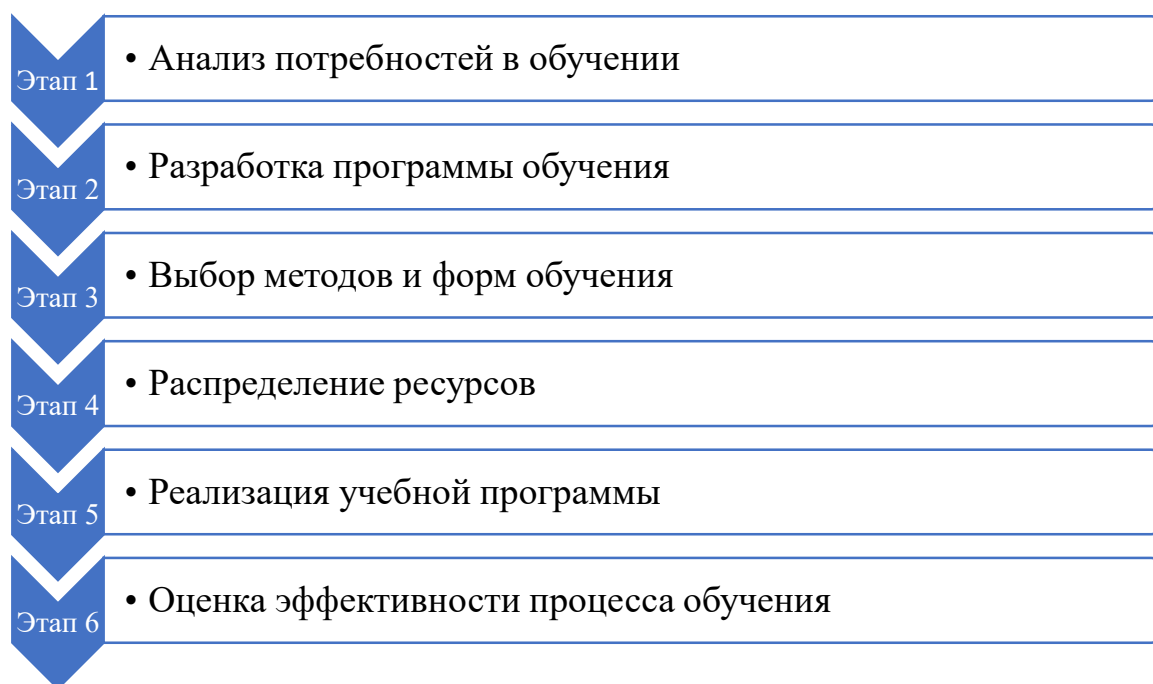 Этап 1
• Анализ потребностей в обучении
Этап 2
• Разработка программы обучения
Этап 3
• Выбор методов и форм обучения
Этап 4
• Распределение ресурсов
Этап 5
• Реализация учебной программы
Этап 6
• Оценка эффективности процесса обучения